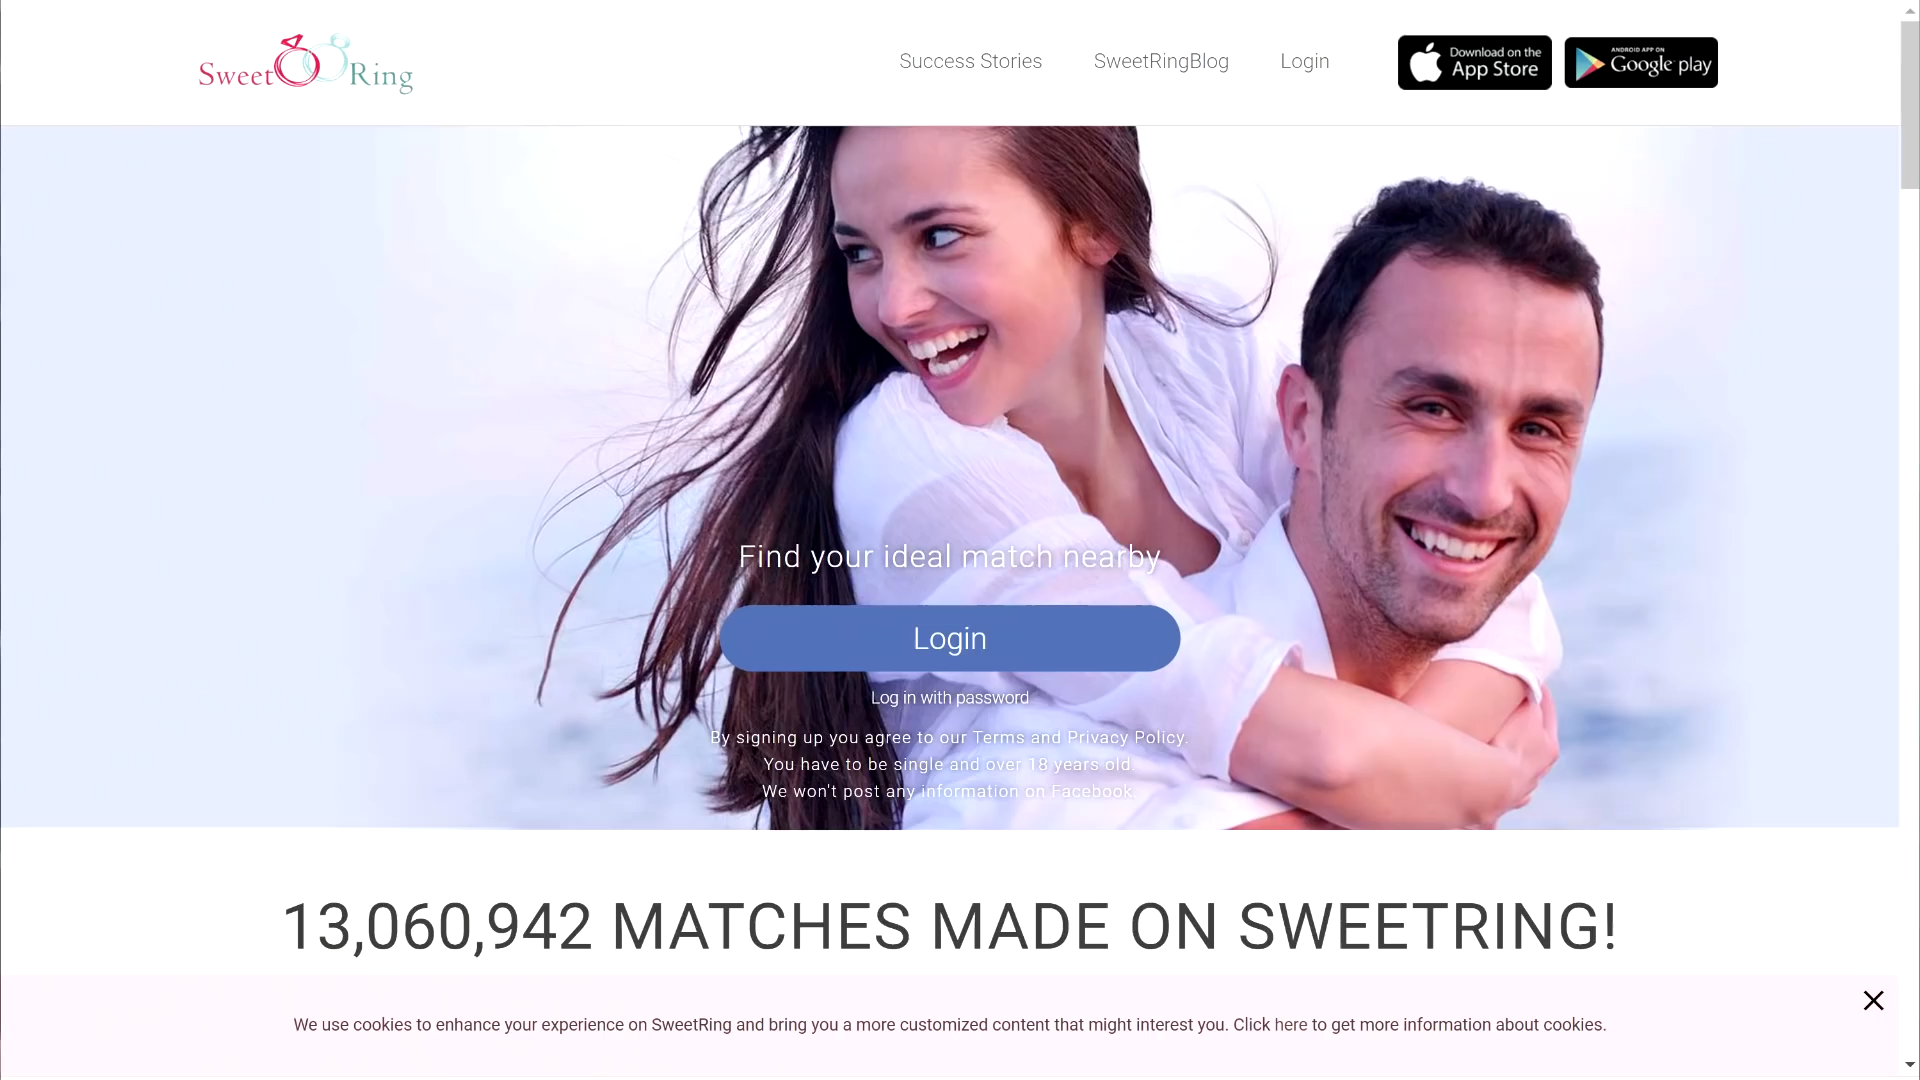 Sweet Ring
Success Stories
SweetRingBlog
Login
Download on the
App Store
ANDROID APP ON
Google play
Find your ideal match nearby
Login
Log in with password
By signing up you agree to our Terms and Privacy Policy.
You have to be single and over 18 years old.
We won't post any information on Facebook.
13,060,942 MATCHES MADE ON SWEETRING!
We use cookies to enhance your experience on SweetRing and bring you a more customized content that might interest you. Click here to get more information about cookies.